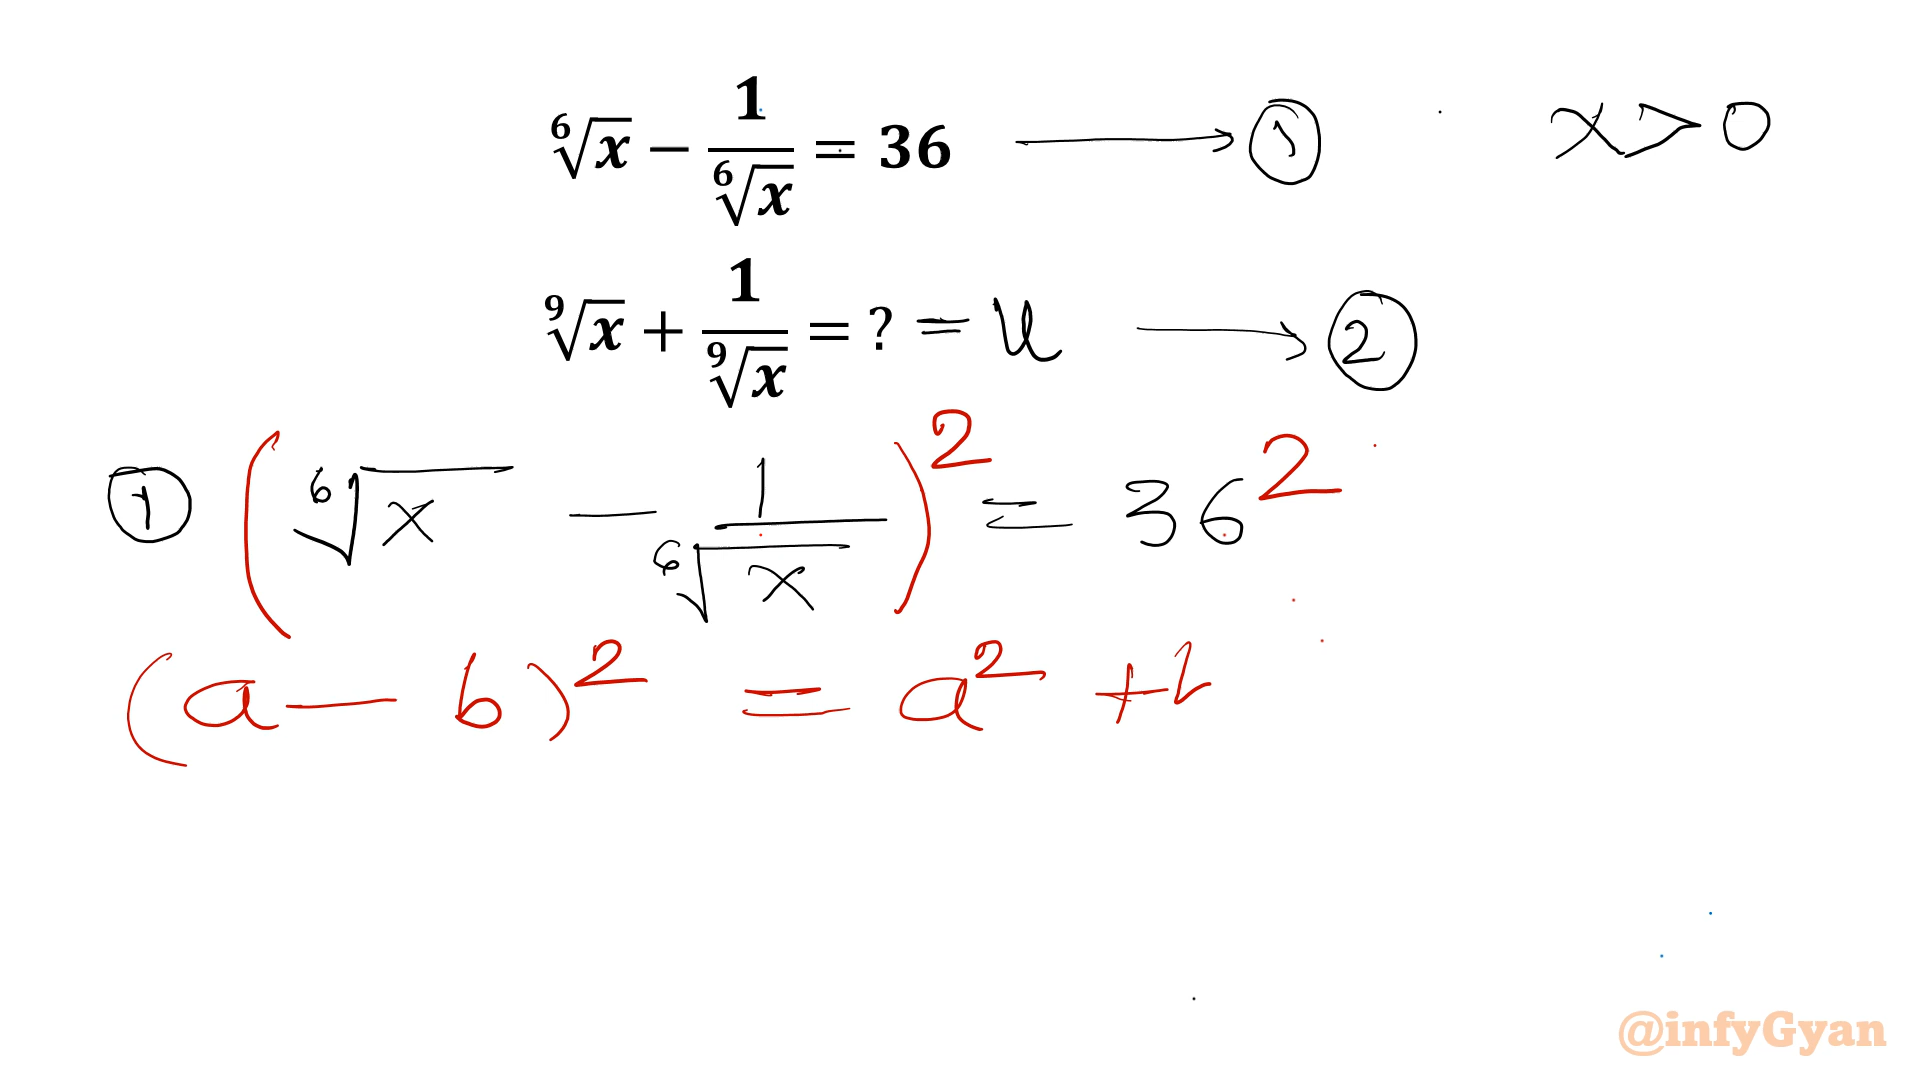 ⁶√x − 1/⁶√x = 36 → ① x > 0
⁹√x + 1/⁹√x = ? = u → ②
① (⁶√x − 1/⁶√x)² = 36²
(a − b)² = a² +
@infyGyan